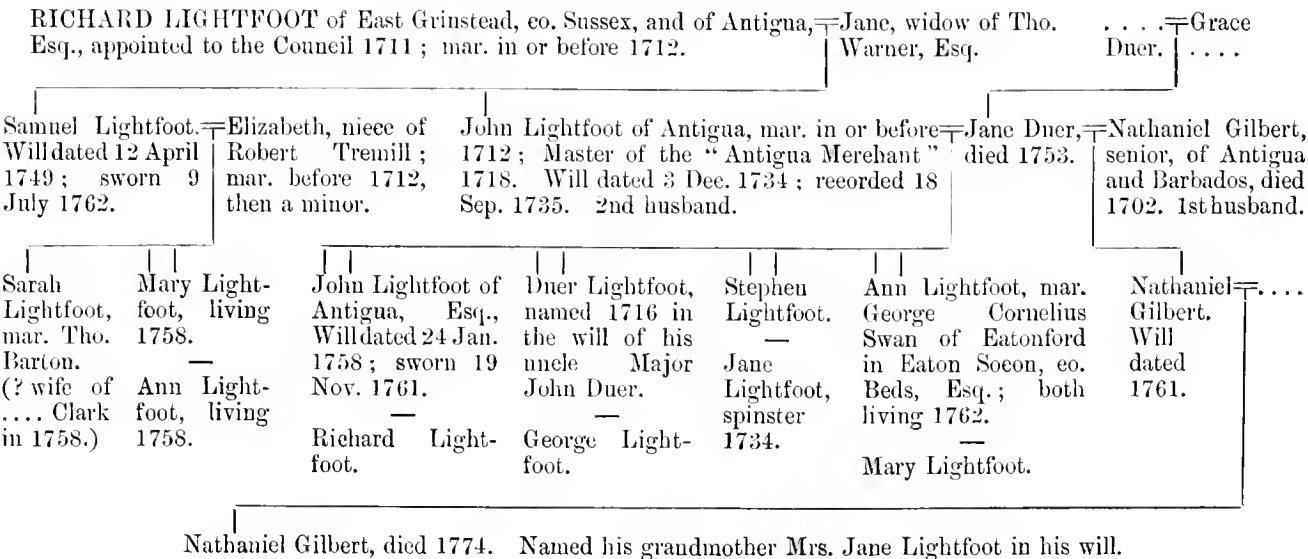 RICHARD LIGHTFOOT of East Grinstead, co. Sussex, and of Antigua,
Esq., appointed to the Council 1711 ; mar. in or before 1712.
Jane, widow of Tho.
Warner, Esq.
. . . .
Duer.
Grace
. . . .
Samuel Lightfoot.
Will dated 12 April
1749 ; sworn 9
July 1762.
Elizabeth, niece of
Robert Tremill ;
mar. before 1712,
then a minor.
John Lightfoot of Antigua, mar. in or before
1712 ; Master of the “ Antigua Merchant ”
1718. Will dated 3 Dec. 1734 ; recorded 18
Sep. 1735. 2nd husband.
Jane Duer,
died 1753.
Nathaniel Gilbert,
senior, of Antigua
and Barbados, died
1702. 1st husband.
Sarah
Lightfoot,
mar. Tho.
Barton.
(? wife of
. . . . Clark
in 1758.)
Mary Light-
foot, living
1758.
—
Ann Light-
foot, living
1758.
John Lightfoot of
Antigua, Esq.,
Will dated 24 Jan.
1758 ; sworn 19
Nov. 1761.
—
Richard Light-
foot.
Duer Lightfoot,
named 1716 in
the will of his
uncle Major
John Duer.
—
George Light-
foot.
Stephen
Lightfoot.
—
Jane
Lightfoot,
spinster
1734.
Ann Lightfoot, mar.
George Cornelius
Swan of Eatonford
in Eaton Socon, co.
Beds, Esq. ; both
living 1762.
—
Mary Lightfoot.
Nathaniel . . . .
Gilbert.
Will
dated
1761.
Nathaniel Gilbert, died 1774. Named his grandmother Mrs. Jane Lightfoot in his will.